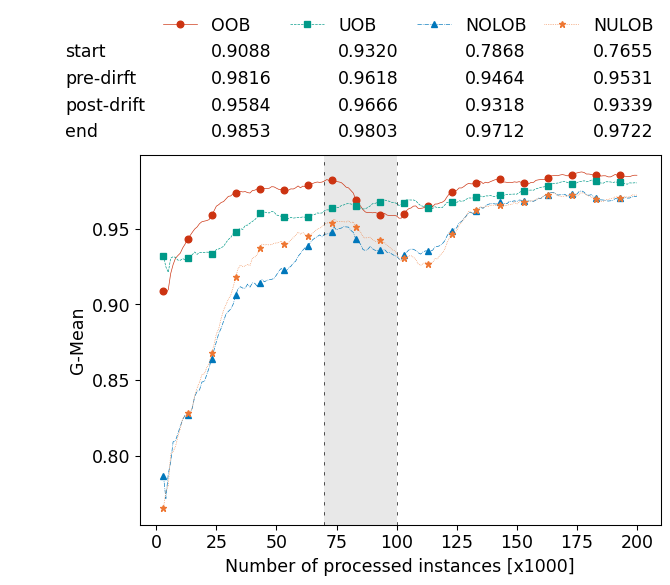 OOB UOB NOLOB NULOB
start 0.9088 0.9320 0.7868 0.7655
pre-dirft 0.9816 0.9618 0.9464 0.9531
post-drift 0.9584 0.9666 0.9318 0.9339
end 0.9853 0.9803 0.9712 0.9722
0.95
0.90
0.85
0.80
G-Mean
0 25 50 75 100 125 150 175 200
Number of processed instances [x1000]